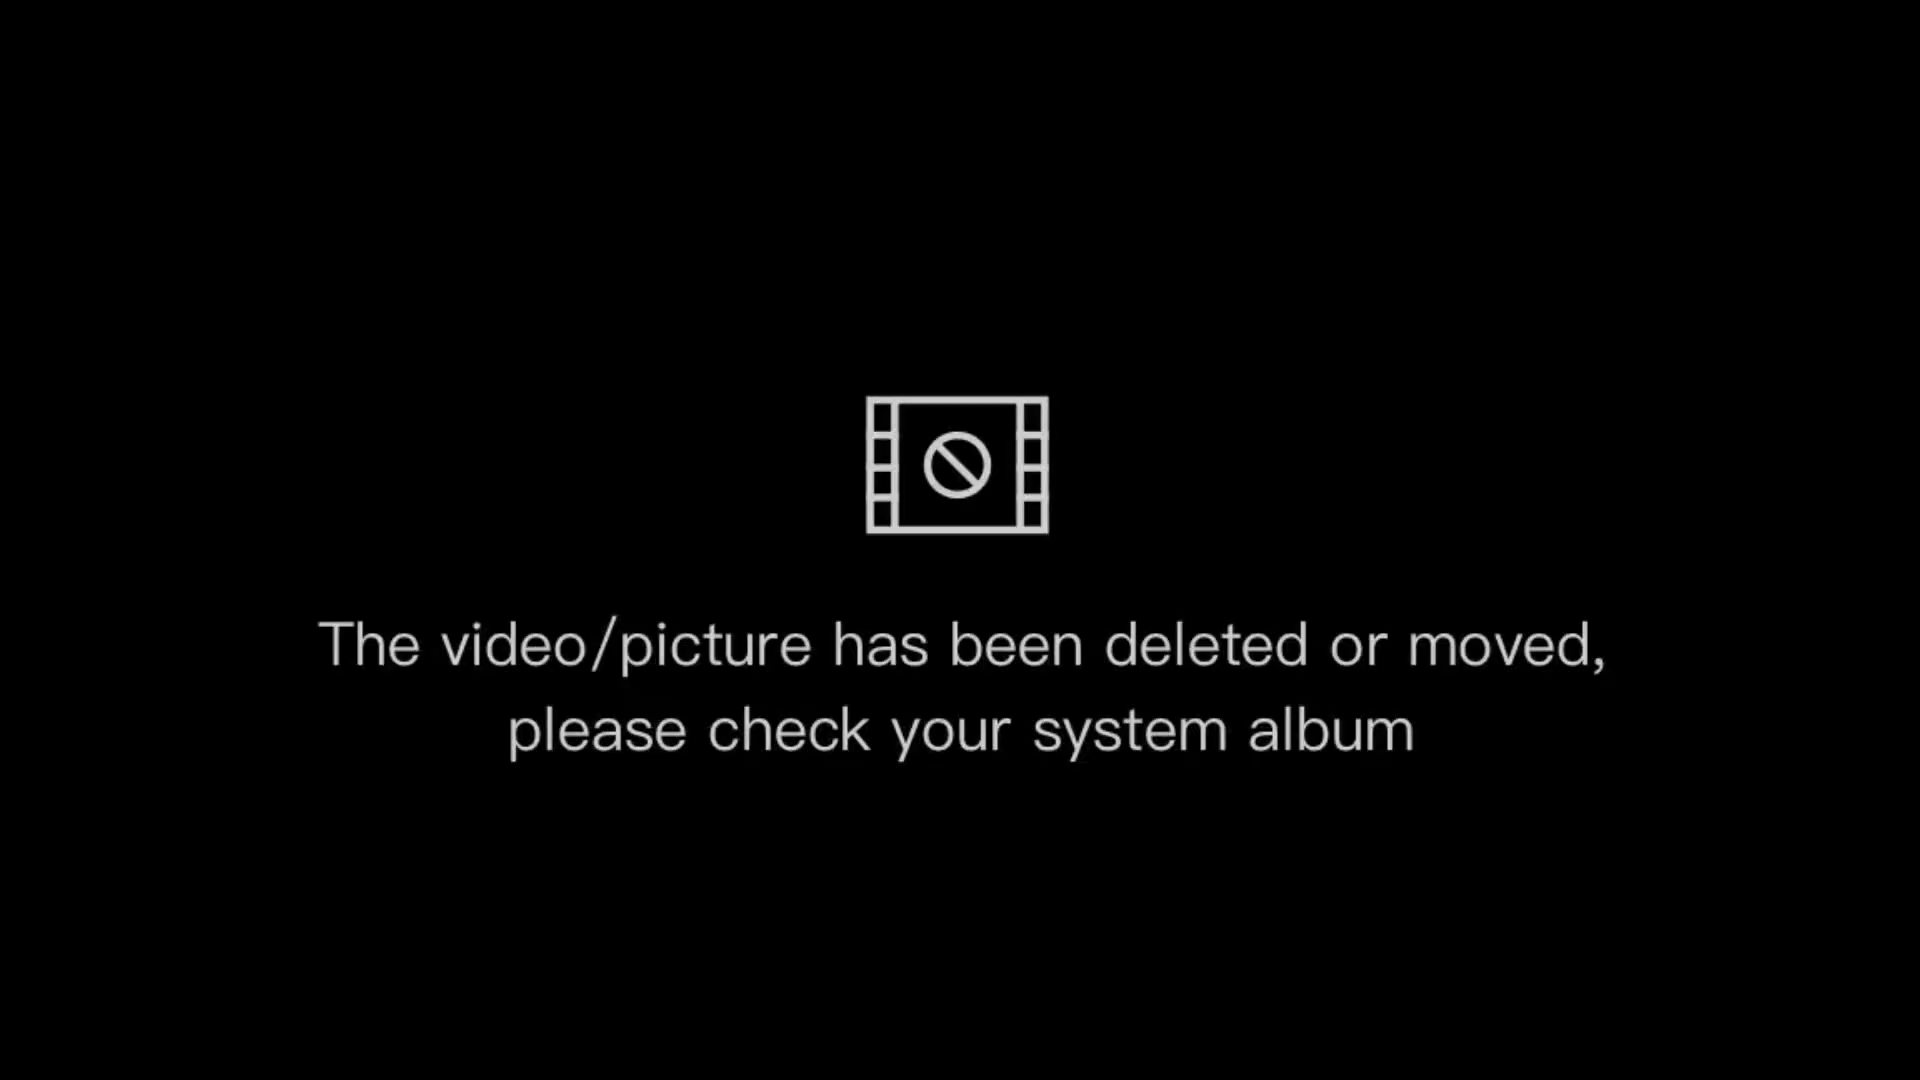 The video/picture has been deleted or moved,
please check your system album